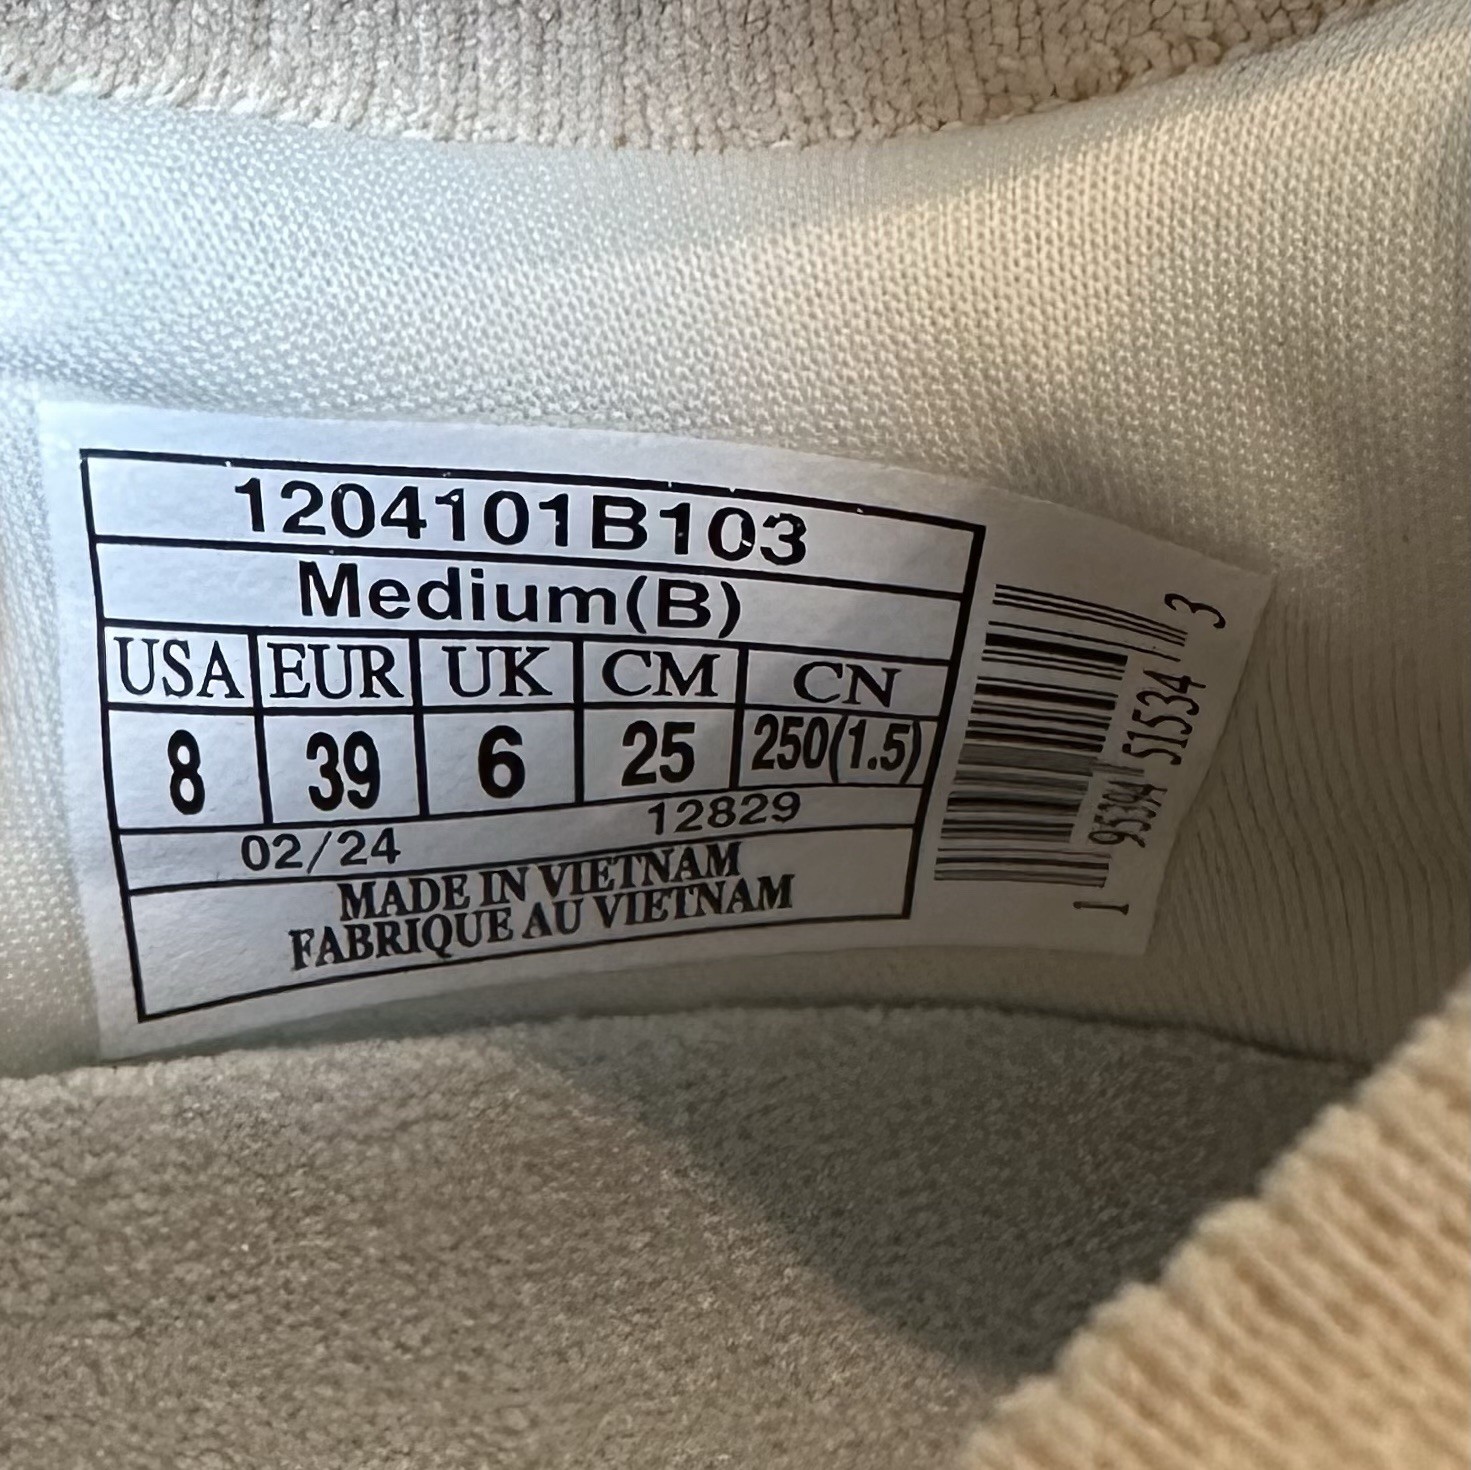 1204101B103
Medium(B)
USA EUR UK CM CN
8 39 6 25 250(1.5)
02/24 12829
MADE IN VIETNAM
FABRIQUE AU VIETNAM
1 95394 51534 3